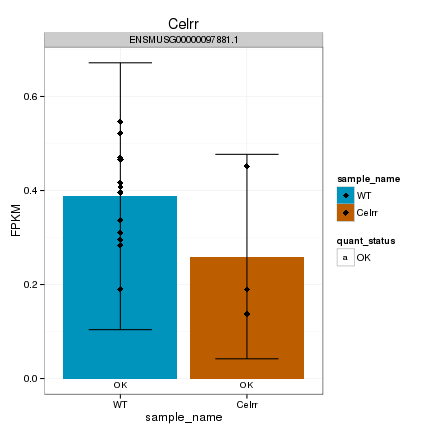 Celrr
ENSMUSG00000097881.1
FPKM
0.6
0.4
0.2
0.0
OK
OK
WT
Celrr
sample_name
sample_name
WT
Celrr
quant_status
a OK